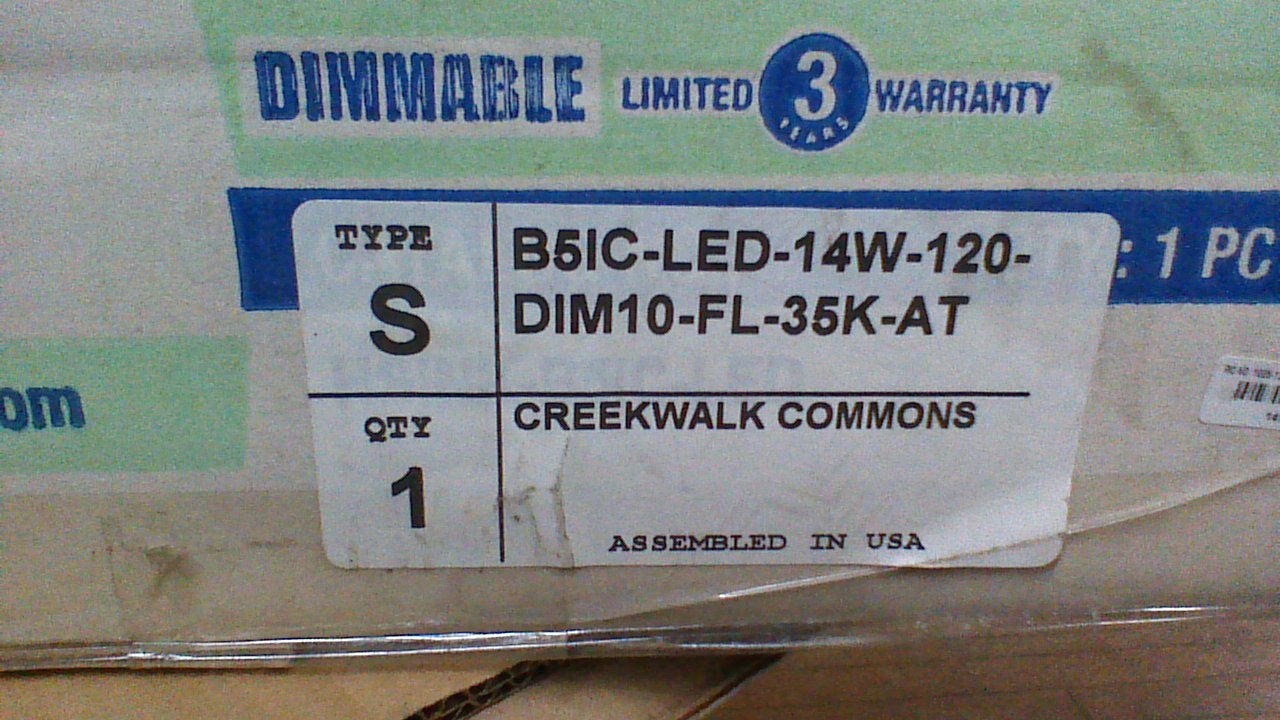 DIMMABLE
LIMITED 3 YEARS WARRANTY
TYPE
S
B5IC-LED-14W-120-
DIM10-FL-35K-AT
: 1 PC
QTY
1
CREEKWALK COMMONS
ASSEMBLED IN USA
om